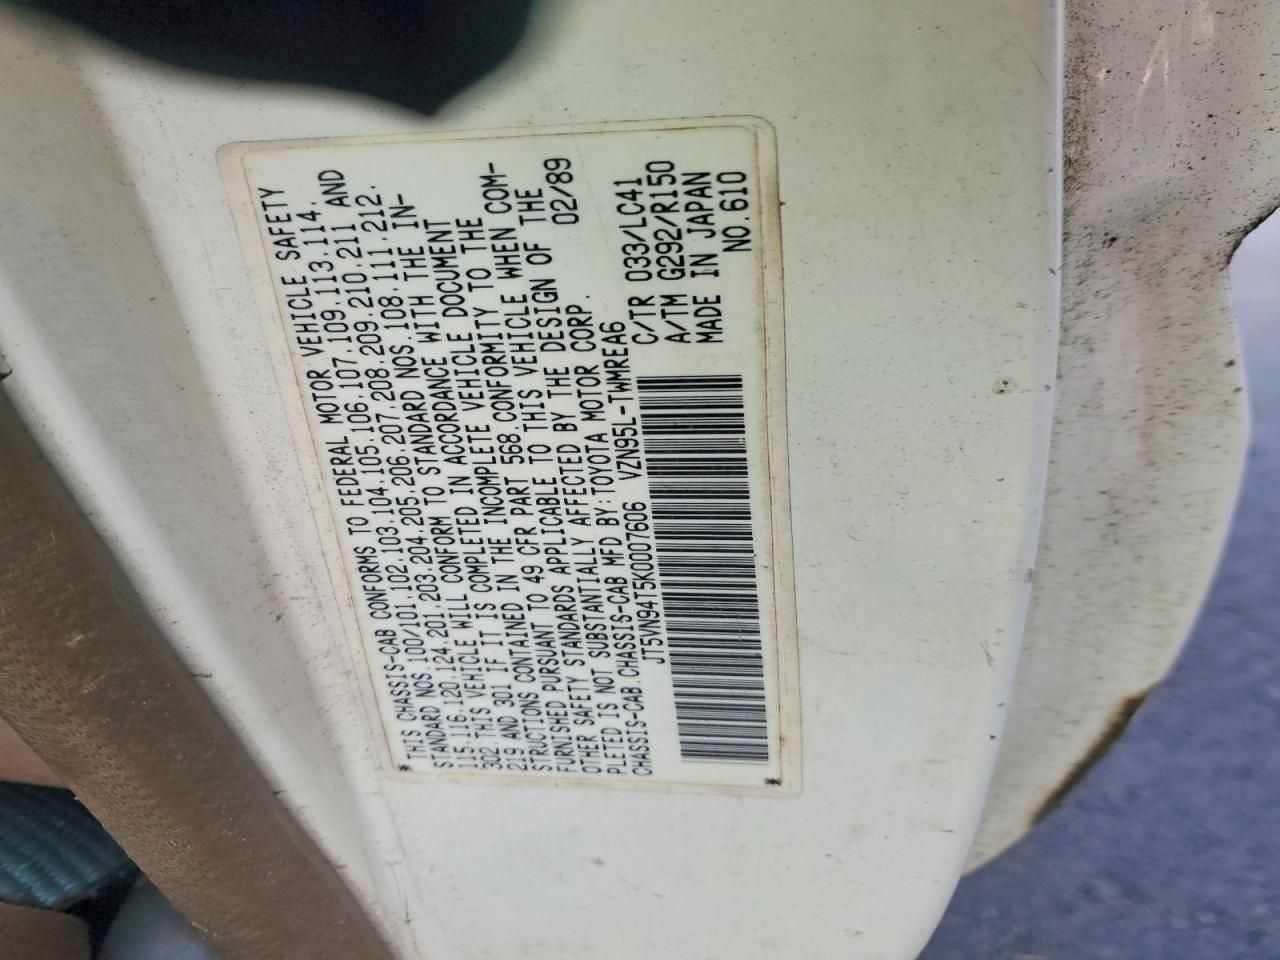 THIS CHASSIS-CAB CONFORMS TO FEDERAL MOTOR VEHICLE SAFETY
STANDARD NOS.100/101.102.103.104.105.106.107.109.113.114.
115.116.120.124.201.203.204.205.206.207.208.209.210.211 AND
302.THIS VEHICLE WILL CONFORM TO STANDARD NOS.108.111.212.
219 AND 301 IF IT IS COMPLETED IN ACCORDANCE WITH THE IN-
STRUCTIONS CONTAINED IN THE INCOMPLETE VEHICLE DOCUMENT
FURNISHED PURSUANT TO 49 CFR PART 568.CONFORMITY TO THE
OTHER SAFETY STANDARDS APPLICABLE TO THIS VEHICLE WHEN COM-
PLETED IS NOT SUBSTANTIALLY AFFECTED BY THE DESIGN OF THE
CHASSIS-CAB.CHASSIS-CAB MFD BY:TOYOTA MOTOR CORP. 02/89
JT5VN94T5K0007606 VZN95L-TWMREA6
C/TR 033/LC41
A/TM G292/R150
MADE IN JAPAN
NO.610